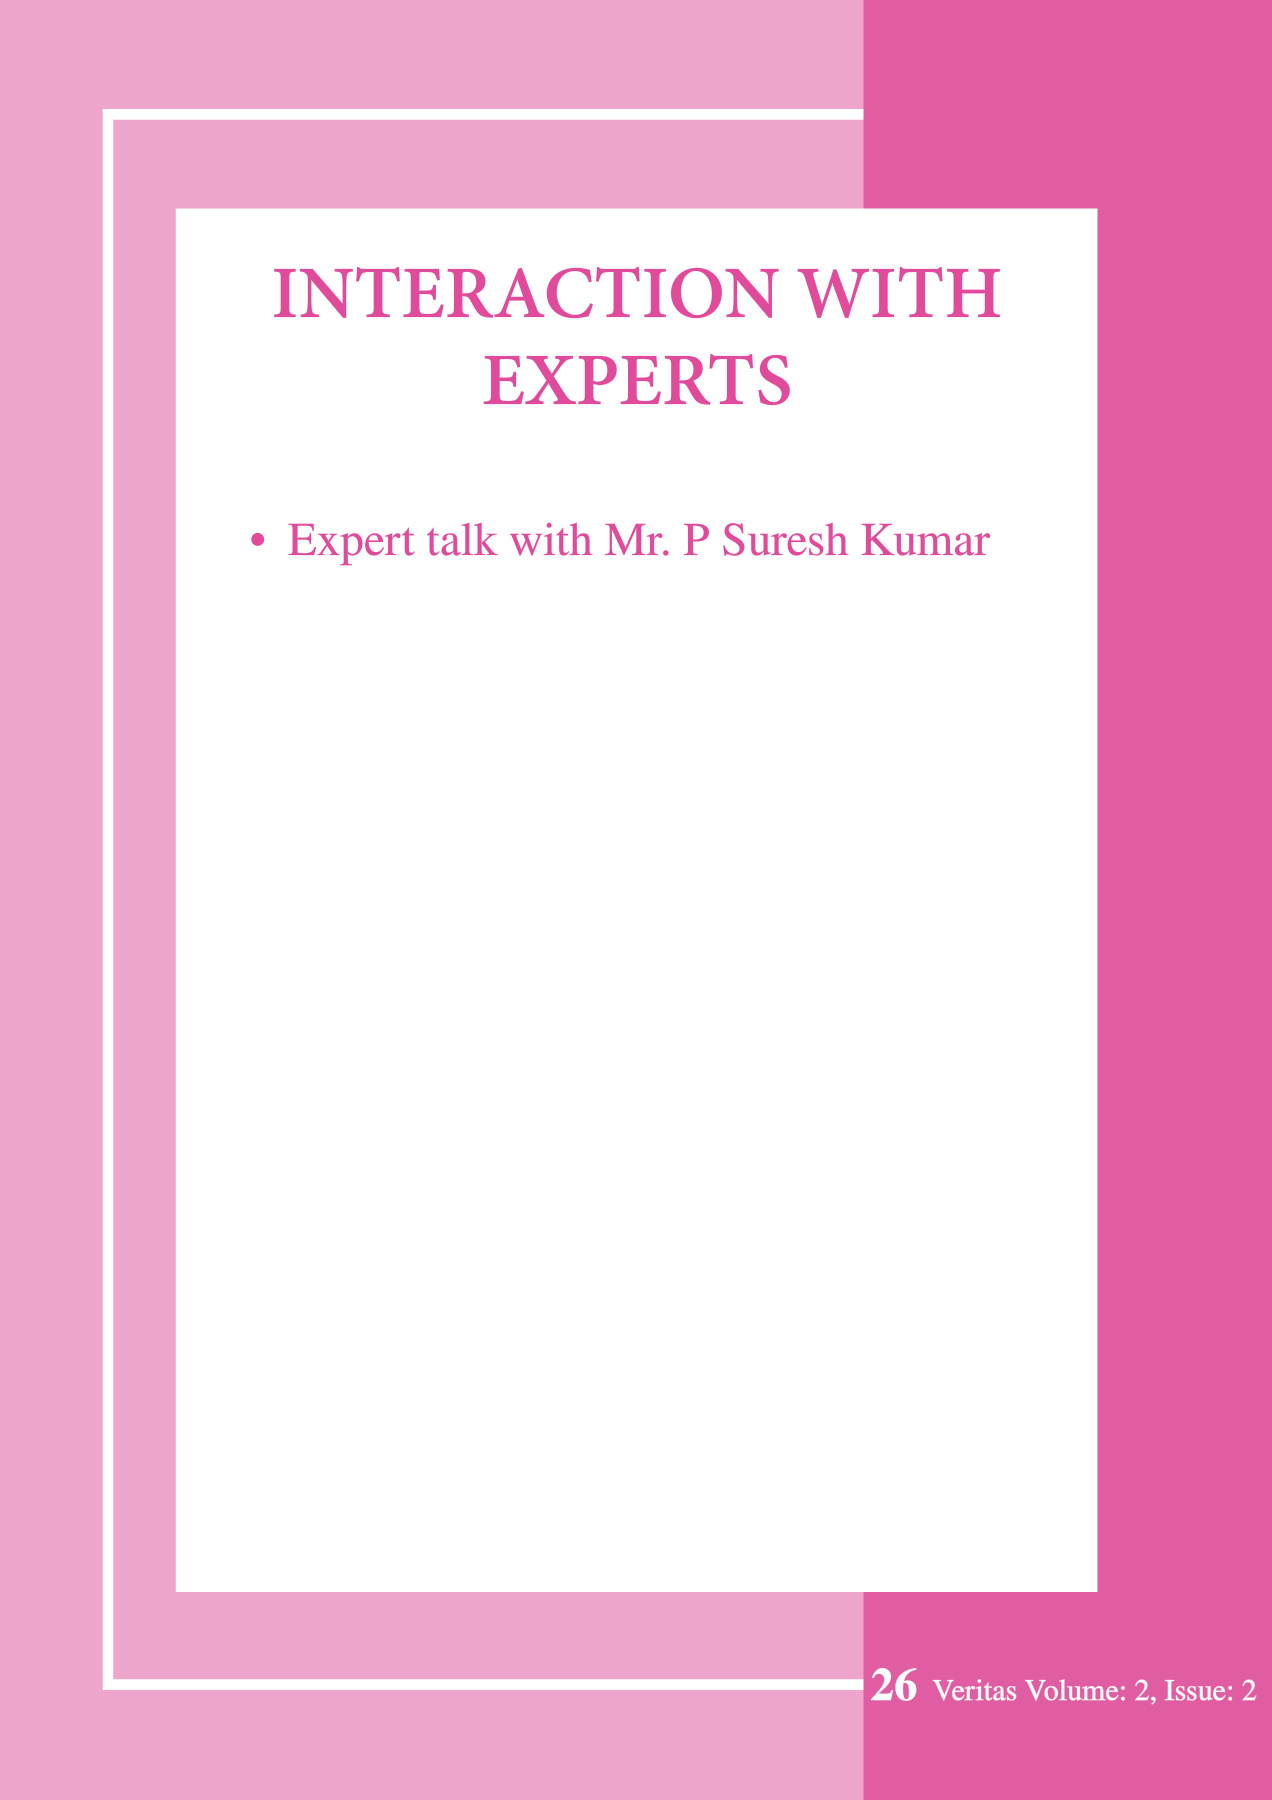 INTERACTION WITH
EXPERTS
• Expert talk with Mr. P Suresh Kumar
26 Veritas Volume: 2, Issue: 2